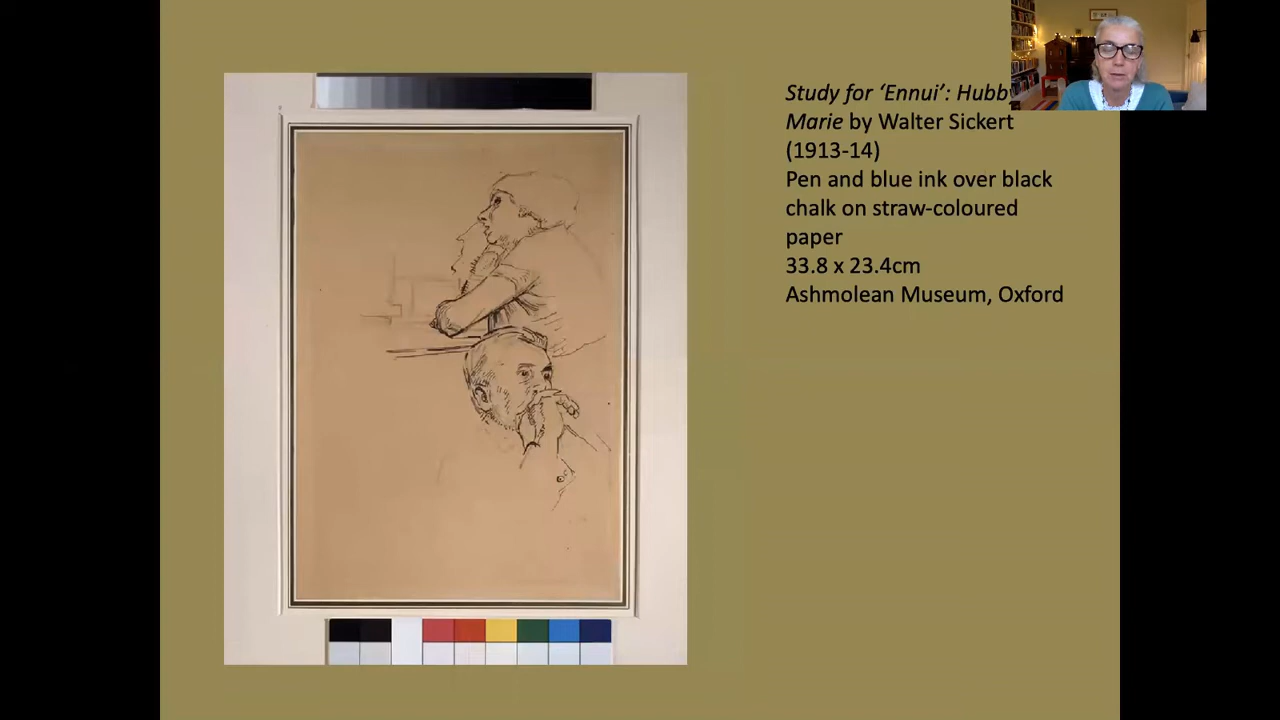 Study for ‘Ennui’: Hubb
Marie by Walter Sickert
(1913-14)
Pen and blue ink over black
chalk on straw-coloured
paper
33.8 x 23.4cm
Ashmolean Museum, Oxford